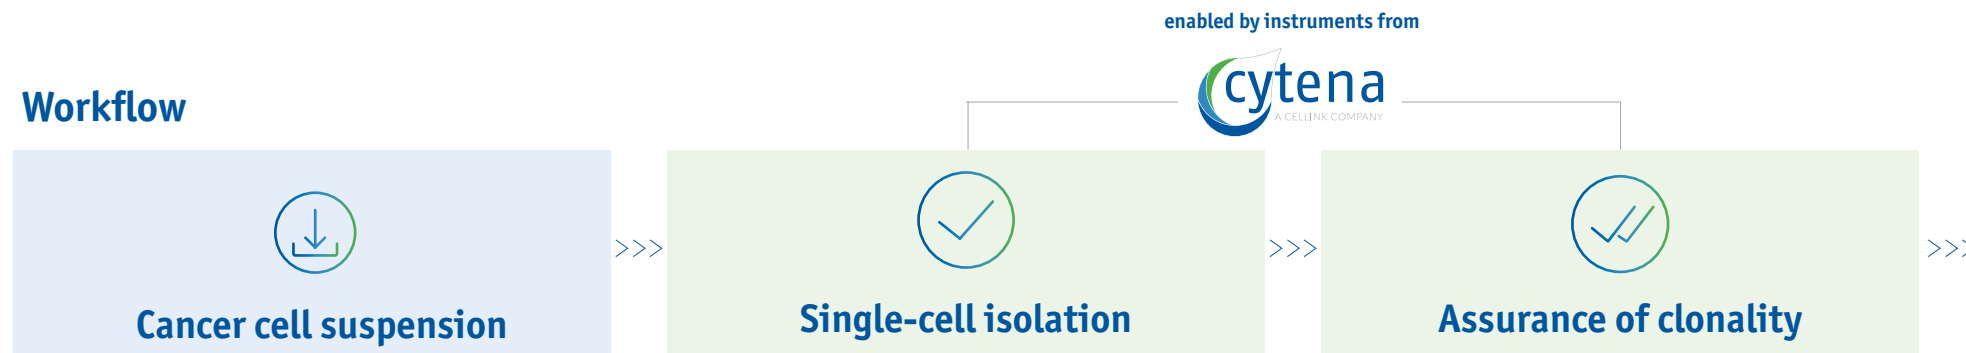 enabled by instruments from
cytena
A CELLINK COMPANY
Workflow
>>>
>>>
>>>
Cancer cell suspension
Single-cell isolation
Assurance of clonality